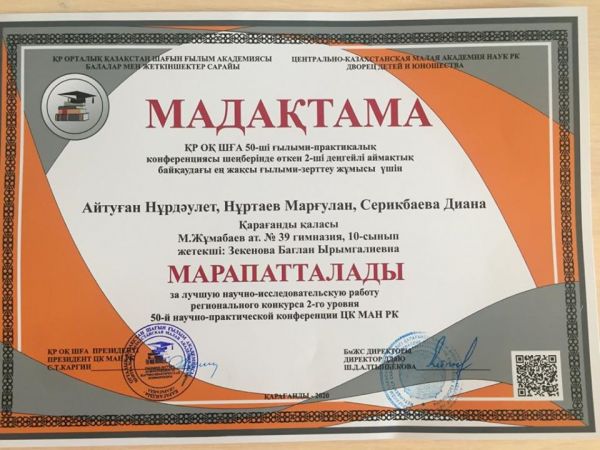 ҚР ОРТАЛЫҚ ҚАЗАҚСТАН ШАҒЫН ҒЫЛЫМ АКАДЕМИЯСЫ
БАЛАЛАР МЕН ЖЕТКІНШЕКТЕР САРАЙЫ
ЦЕНТРАЛЬНО-КАЗАХСТАНСКАЯ МАЛАЯ АКАДЕМИЯ НАУК РК
ДВОРЕЦ ДЕТЕЙ И ЮНОШЕСТВА
МАДАҚТАМА
ҚР ОҚ ШҒА 50-ші ғылыми-практикалық
конференциясы шеңберінде өткен 2-ші деңгейлі аймақтық
байқаудағы ең жақсы ғылыми-зерттеу жұмысы үшін
Айтуған Нұрдәулет, Нұртаев Марғулан, Серикбаева Диана
Қарағанды қаласы
М.Жұмабаев ат. № 39 гимназия, 10-сынып
жетекші: Зекенова Баглан Ырымгалиевна
МАРАПАТТАЛАДЫ
за лучшую научно-исследовательскую работу
регионального конкурса 2-го уровня
50-й научно-практической конференции ЦК МАН РК
ҚР ОҚ ШҒА ПРЕЗИДЕНТІ
ПРЕЗИДЕНТ ЦК МАН РК
С.Т.КАРГИН
БжЖС ДИРЕКТОРЫ
ДИРЕКТОР ДДЮ
Ш.Д.АЛТЫНБЕКОВА
ҚАРАҒАНДЫ - 2020